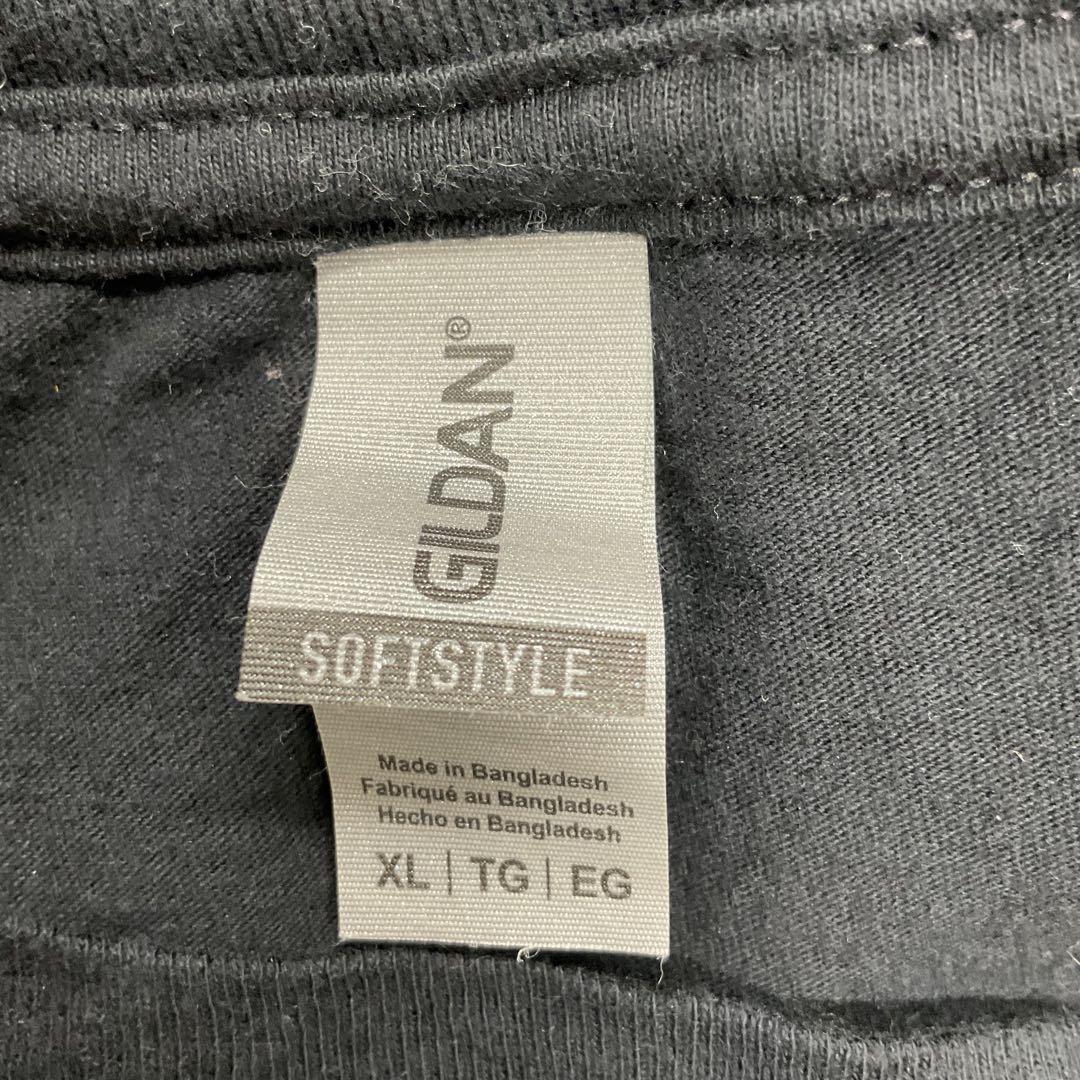 GILDAN®
SOFTSTYLE
Made in Bangladesh
Fabriqué au Bangladesh
Hecho en Bangladesh
XL | TG | EG